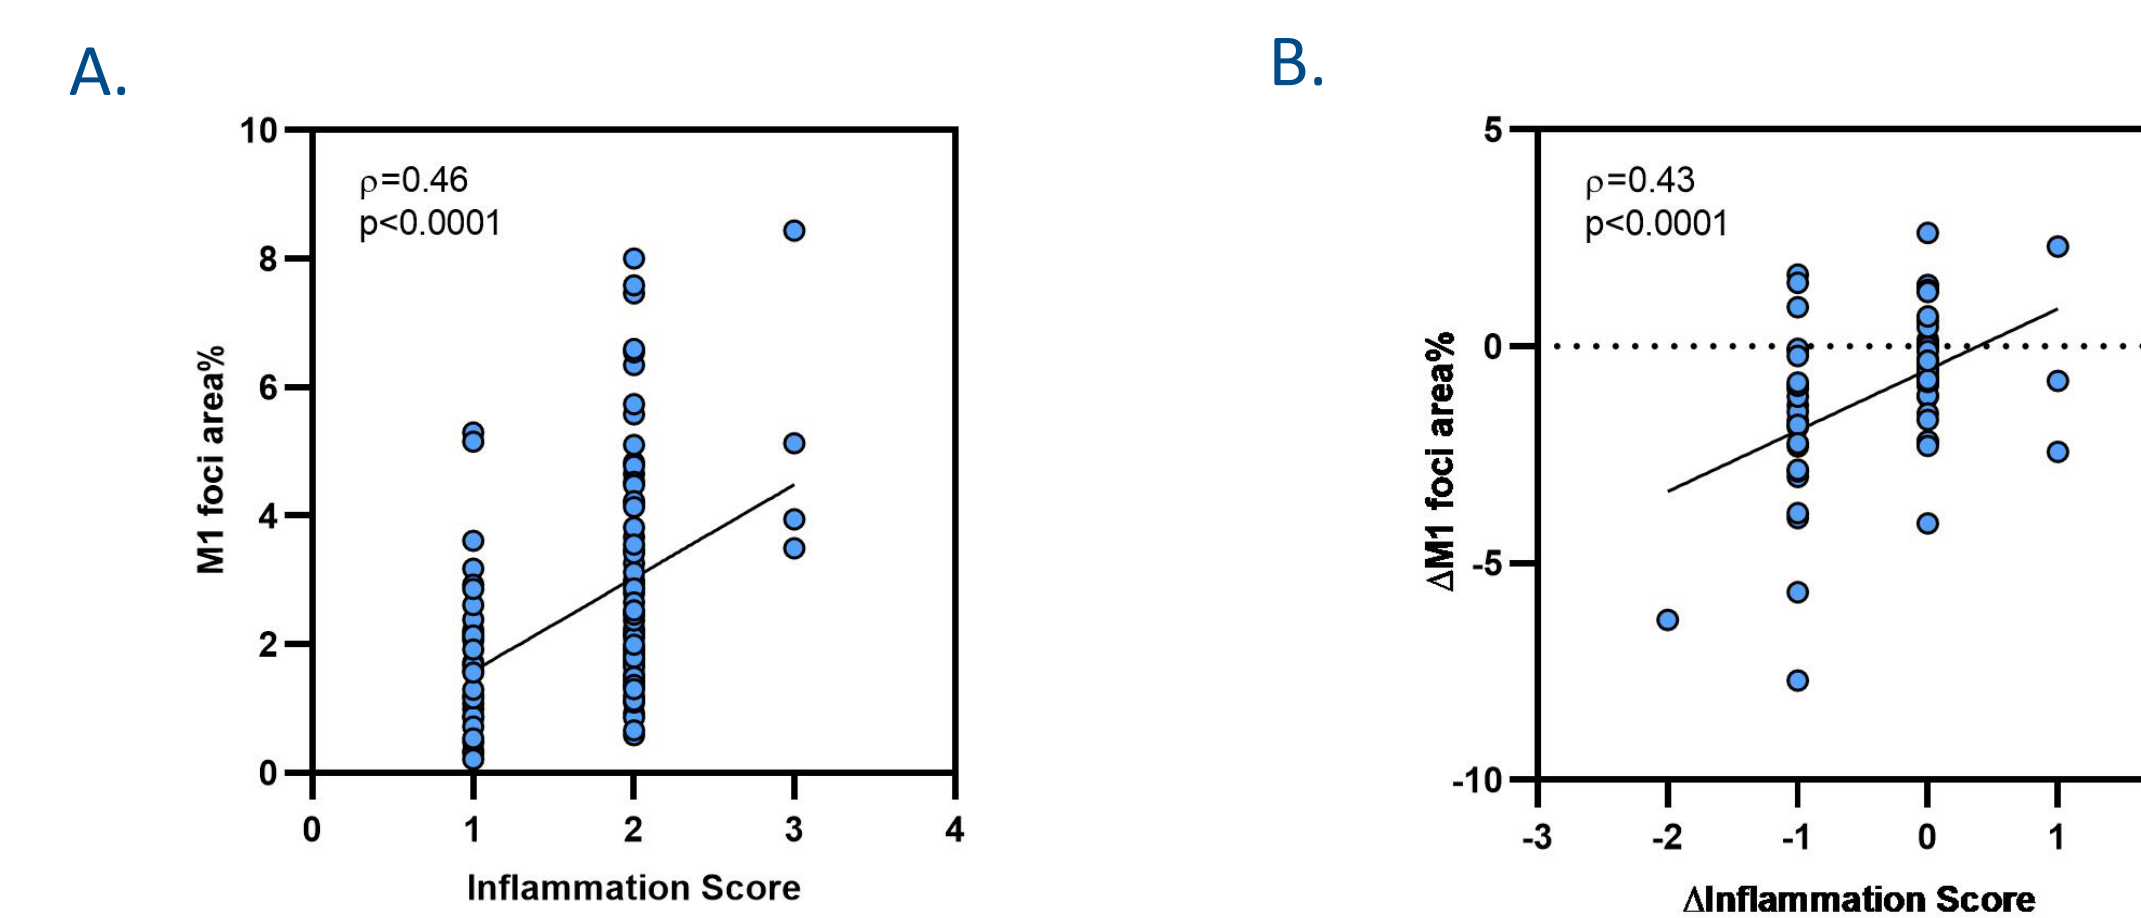 A.
10
8
6
4
2
0
M1 foci area%
ρ=0.46
p<0.0001
0 1 2 3 4
Inflammation Score
B.
5
0
-5
-10
ΔM1 foci area%
ρ=0.43
p<0.0001
-3 -2 -1 0 1
ΔInflammation Score